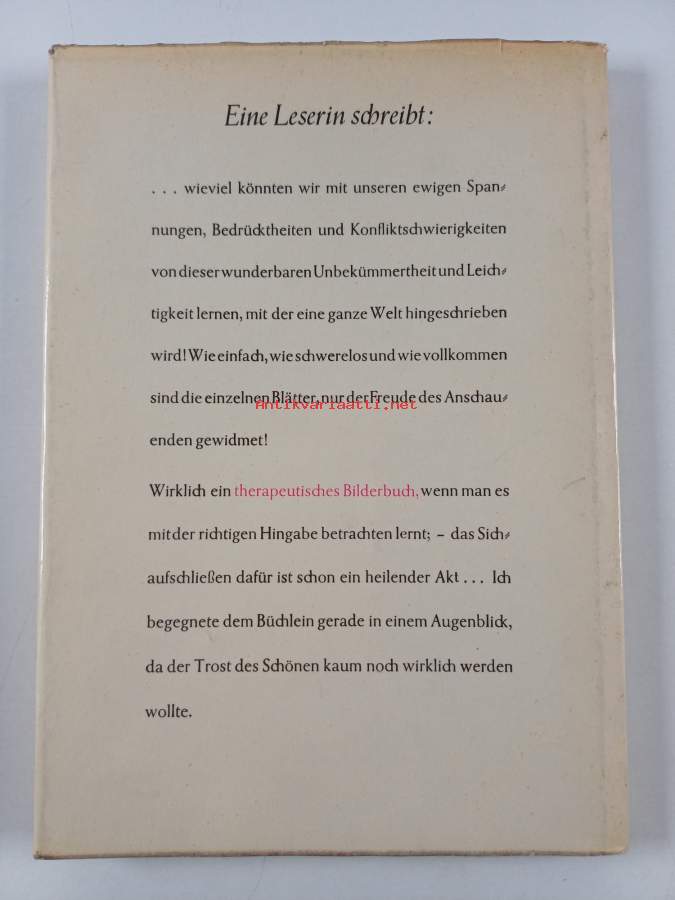 Eine Leserin schreibt:
. . . wieviel könnten wir mit unseren ewigen Span-
nungen, Bedrücktheiten und Konfliktschwierigkeiten
von dieser wunderbaren Unbekümmertheit und Leich-
tigkeit lernen, mit der eine ganze Welt hingeschrieben
wird! Wie einfach, wie schwerelos und wie vollkommen
sind die einzelnen Blätter, nur der Freude des Anschau-
Antikvariaatti.net
enden gewidmet!
Wirklich ein therapeutisches Bilderbuch, wenn man es
mit der richtigen Hingabe betrachten lernt; – das Sich-
aufschließen dafür ist schon ein heilender Akt . . . Ich
begegnete dem Büchlein gerade in einem Augenblick,
da der Trost des Schönen kaum noch wirklich werden
wollte.